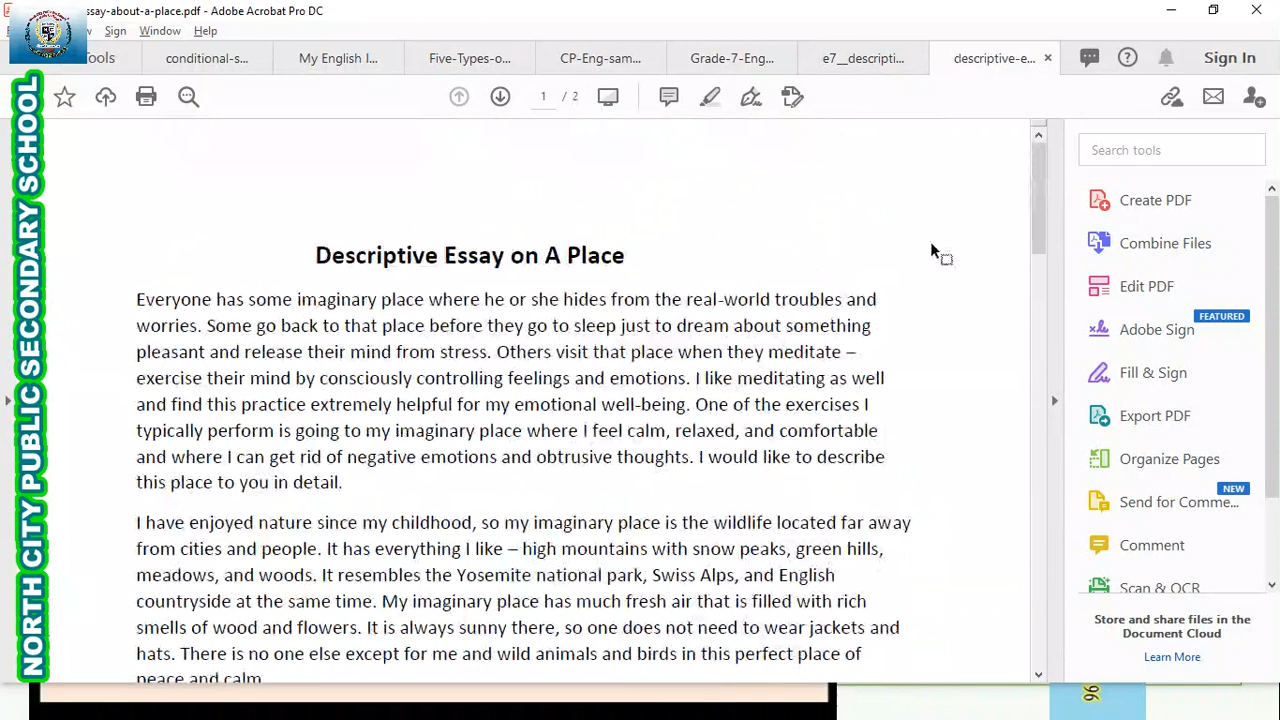 ssay-about-a-place.pdf - Adobe Acrobat Pro DC
Sign Window Help
Tools conditional-s... My English l... Five-Types-o... CP-Eng-sam... Grade-7-Eng... e7__descripti... descriptive-e... Sign In
1 / 2
NORTH CITY PUBLIC SECONDARY SCHOOL
Descriptive Essay on A Place
Everyone has some imaginary place where he or she hides from the real-world troubles and
worries. Some go back to that place before they go to sleep just to dream about something
pleasant and release their mind from stress. Others visit that place when they meditate –
exercise their mind by consciously controlling feelings and emotions. I like meditating as well
and find this practice extremely helpful for my emotional well-being. One of the exercises I
typically perform is going to my imaginary place where I feel calm, relaxed, and comfortable
and where I can get rid of negative emotions and obtrusive thoughts. I would like to describe
this place to you in detail.
I have enjoyed nature since my childhood, so my imaginary place is the wildlife located far away
from cities and people. It has everything I like – high mountains with snow peaks, green hills,
meadows, and woods. It resembles the Yosemite national park, Swiss Alps, and English
countryside at the same time. My imaginary place has much fresh air that is filled with rich
smells of wood and flowers. It is always sunny there, so one does not need to wear jackets and
hats. There is no one else except for me and wild animals and birds in this perfect place of
peace and calm.
Search tools
Create PDF
Combine Files
Edit PDF
FEATURED
Adobe Sign
Fill & Sign
Export PDF
Organize Pages
NEW
Send for Comme...
Comment
Scan & OCR
Store and share files in the
Document Cloud
Learn More
96